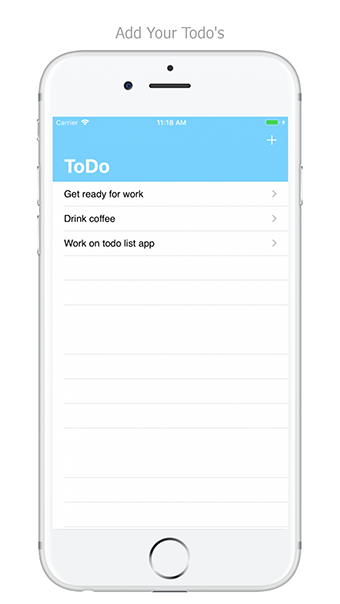 Add Your Todo's
Carrier 11:18 AM
+
ToDo
Get ready for work
Drink coffee
Work on todo list app